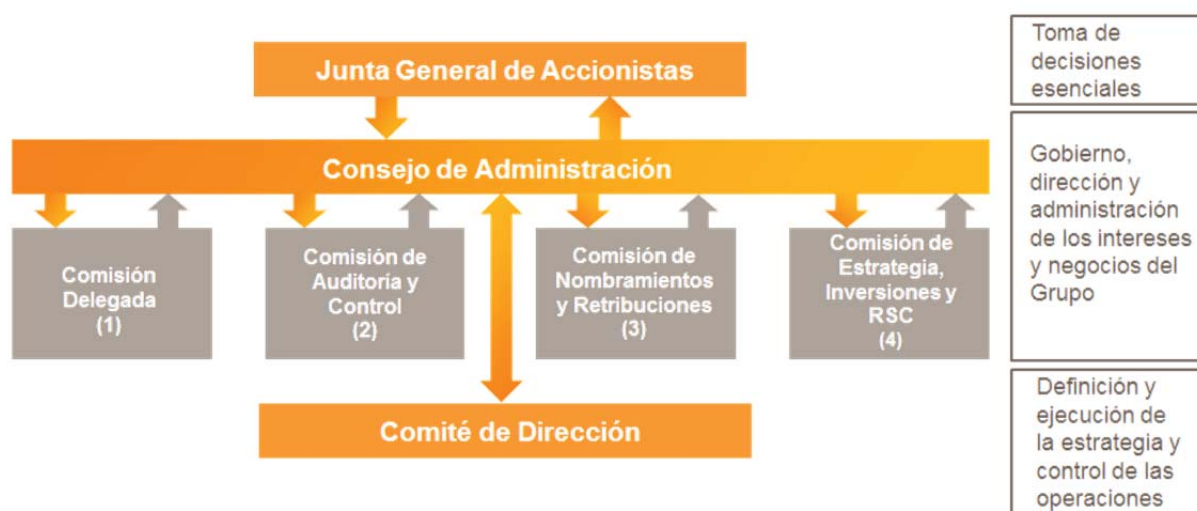 Junta General de Accionistas
Toma de
decisiones
esenciales
Consejo de Administración
Gobierno,
dirección y
administración
de los intereses
y negocios del
Grupo
Comisión
Delegada
(1)
Comisión de
Auditoría y
Control
(2)
Comisión de
Nombramientos
y Retribuciones
(3)
Comisión de
Estrategia,
Inversiones y
RSC
(4)
Comité de Dirección
Definición y
ejecución de
la estrategia y
control de las
operaciones